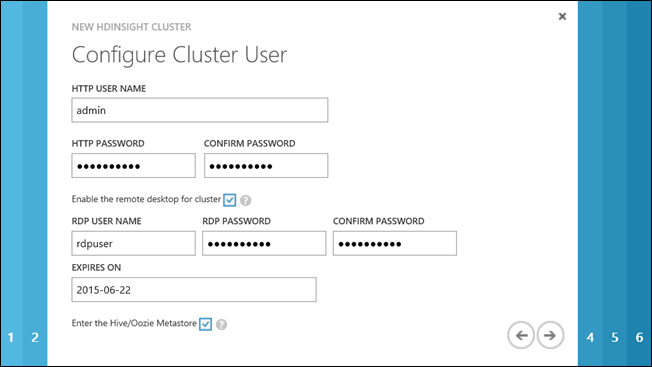 NEW HDINSIGHT CLUSTER
Configure Cluster User
HTTP USER NAME
admin
HTTP PASSWORD CONFIRM PASSWORD
●●●●●●●●●● ●●●●●●●●●●
Enable the remote desktop for cluster ?
RDP USER NAME RDP PASSWORD CONFIRM PASSWORD
rdpuser ●●●●●●●●●● ●●●●●●●●●●
EXPIRES ON
2015-06-22
Enter the Hive/Oozie Metastore ?
1 2 4 5 6